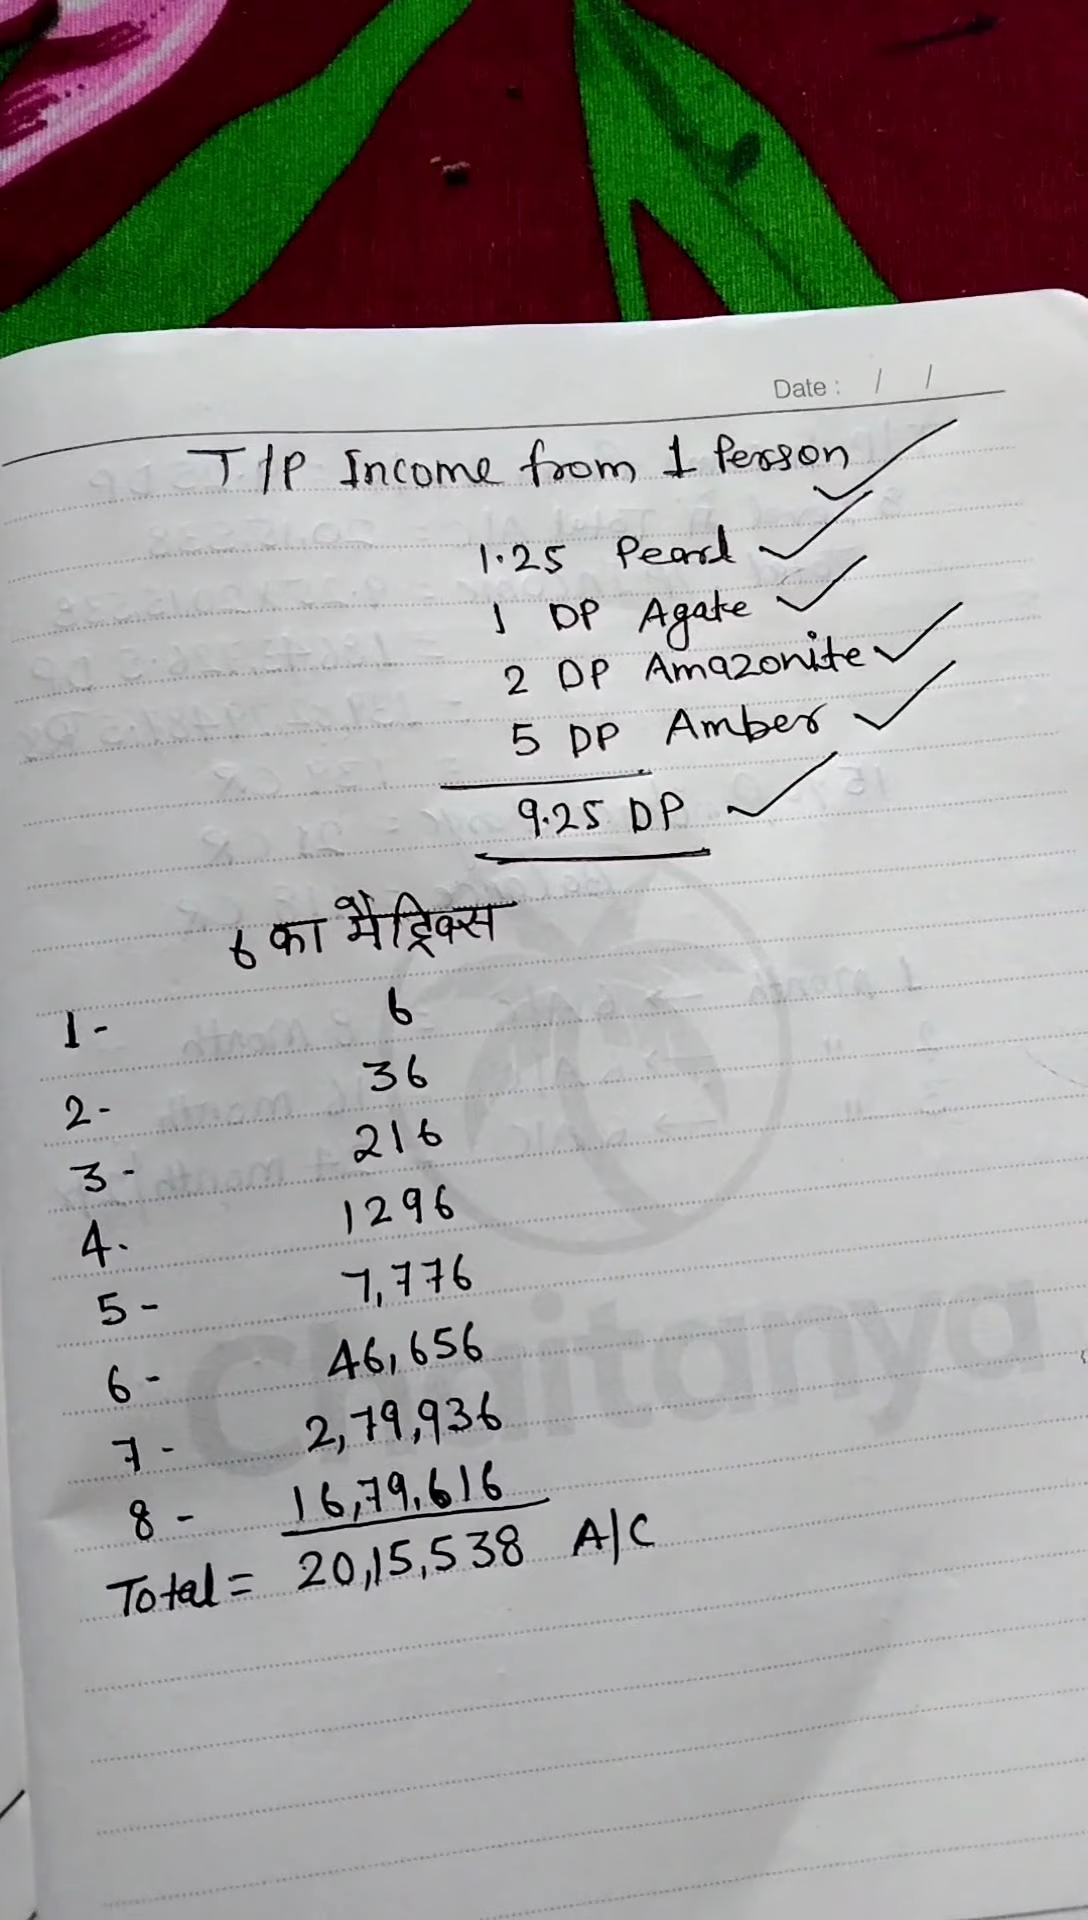 Date : / /
T/P Income from 1 Person
1.25 Pearl
1 DP Agate
2 DP Amazonite
5 DP Amber
9.25 DP
6 का मैट्रिक्स
1- 6
2- 36
3- 216
4. 1296
5- 7,776
6- 46,656
7- 2,79,936
8- 16,79,616
Total = 20,15,538 A/C
Chaitanya